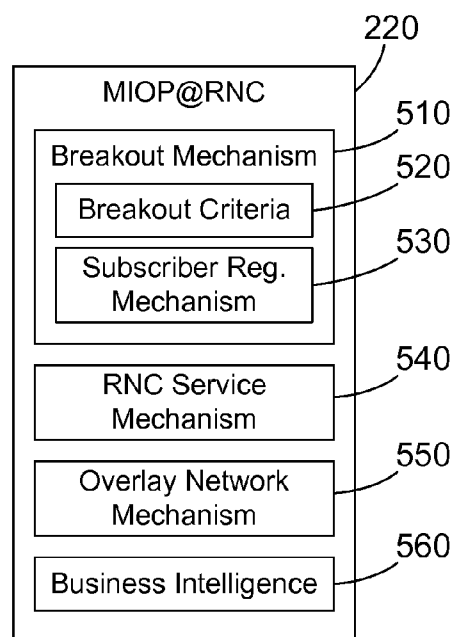 220
MIOP@RNC
510
Breakout Mechanism
520
Breakout Criteria
530
Subscriber Reg.
Mechanism
540
RNC Service
Mechanism
550
Overlay Network
Mechanism
560
Business Intelligence